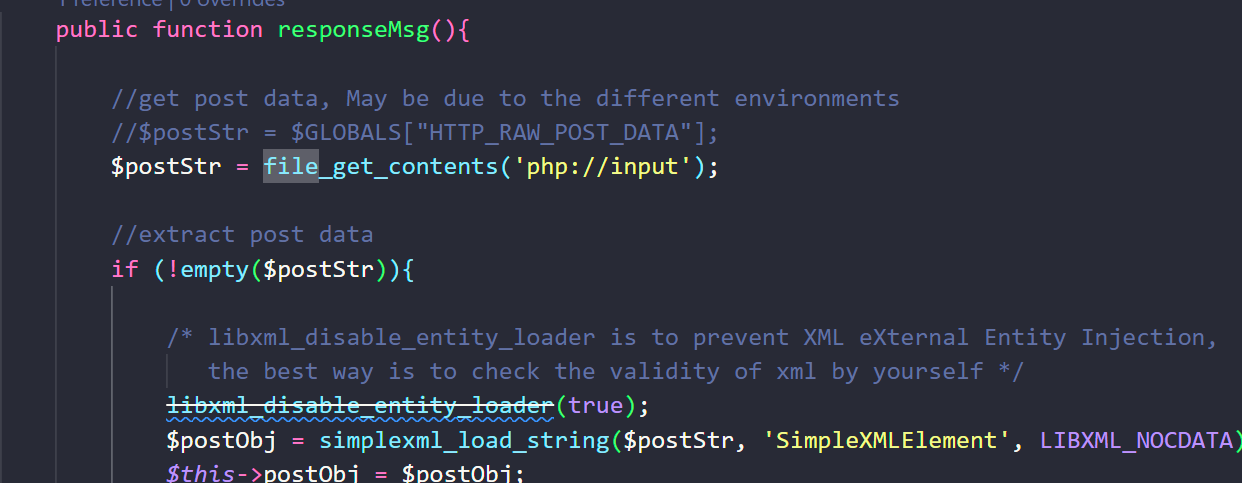 1 reference | 0 overrides
public function responseMsg(){
//get post data, May be due to the different environments
//$postStr = $GLOBALS["HTTP_RAW_POST_DATA"];
$postStr = file_get_contents('php://input');
//extract post data
if (!empty($postStr)){
/* libxml_disable_entity_loader is to prevent XML eXternal Entity Injection,
the best way is to check the validity of xml by yourself */
libxml_disable_entity_loader(true);
$postObj = simplexml_load_string($postStr, 'SimpleXMLElement', LIBXML_NOCDATA)
$this->postObj = $postObj;